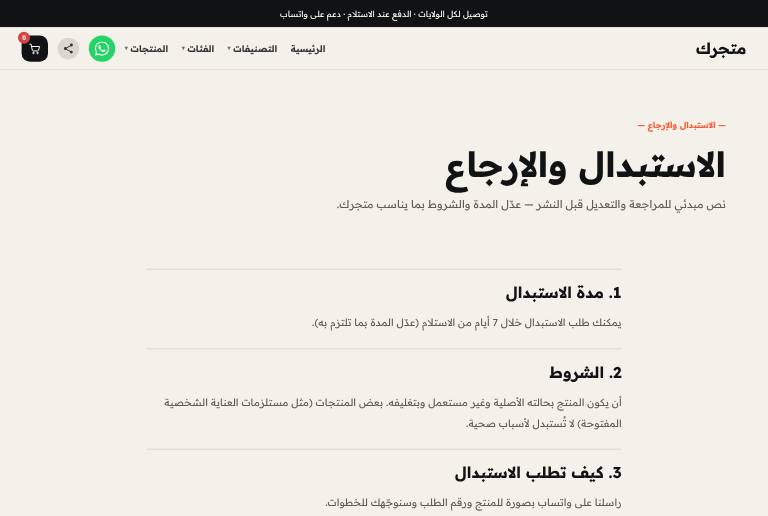 توصيل لكل الولايات · الدفع عند الاستلام · دعم على واتساب
متجرك
الرئيسية
التصنيفات
الفئات
المنتجات
0
— الاستبدال والإرجاع —
الاستبدال والإرجاع
نص مبدئي للمراجعة والتعديل قبل النشر — عدّل المدة والشروط بما يناسب متجرك.
1. مدة الاستبدال
يمكنك طلب الاستبدال خلال 7 أيام من الاستلام (عدّل المدة بما تلتزم به).
2. الشروط
أن يكون المنتج بحالته الأصلية وغير مستعمل وبتغليفه. بعض المنتجات (مثل مستلزمات العناية الشخصية
المفتوحة) لا تُستبدل لأسباب صحية.
3. كيف تطلب الاستبدال
راسلنا على واتساب بصورة للمنتج ورقم الطلب وسنوجّهك للخطوات.